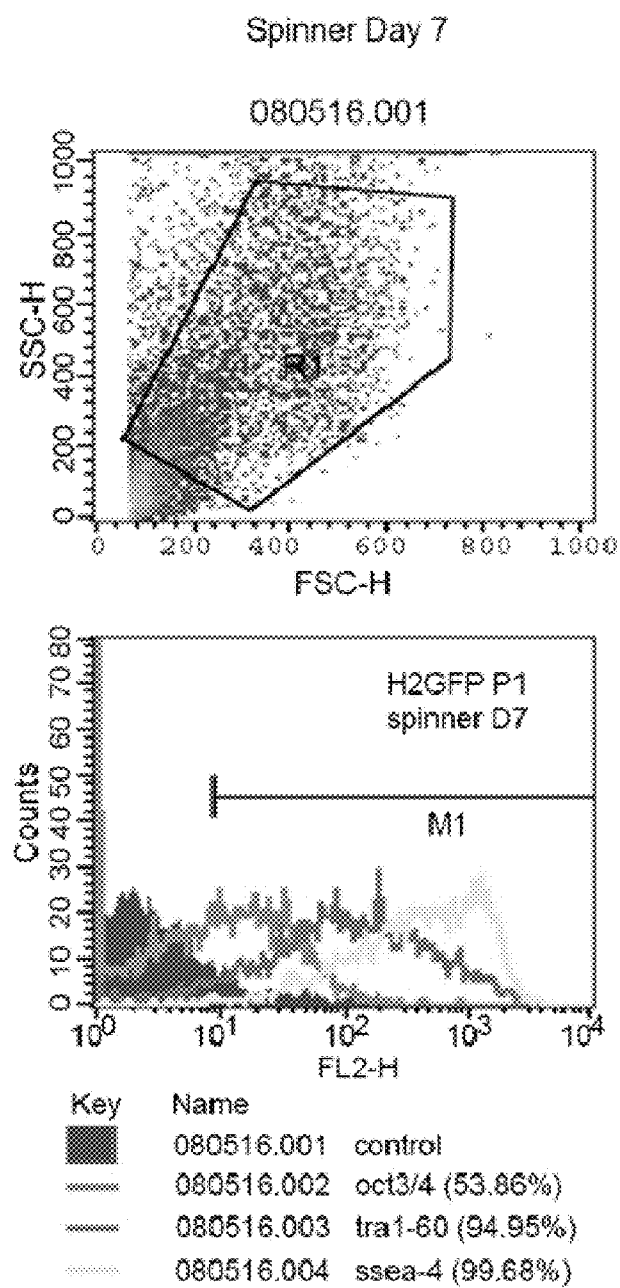 Spinner Day 7
080516.001
1000
800
600
400
200
0
SSC-H
R1
0 200 400 600 800 1000
FSC-H
80
70
60
50
40
30
20
10
0
Counts
H2GFP P1
spinner D7
M1
10^0 10^1 10^2 10^3 10^4
FL2-H
Key Name
080516.001 control
080516.002 oct3/4 (53.86%)
080516.003 tra1-60 (94.95%)
080516.004 ssea-4 (99.68%)